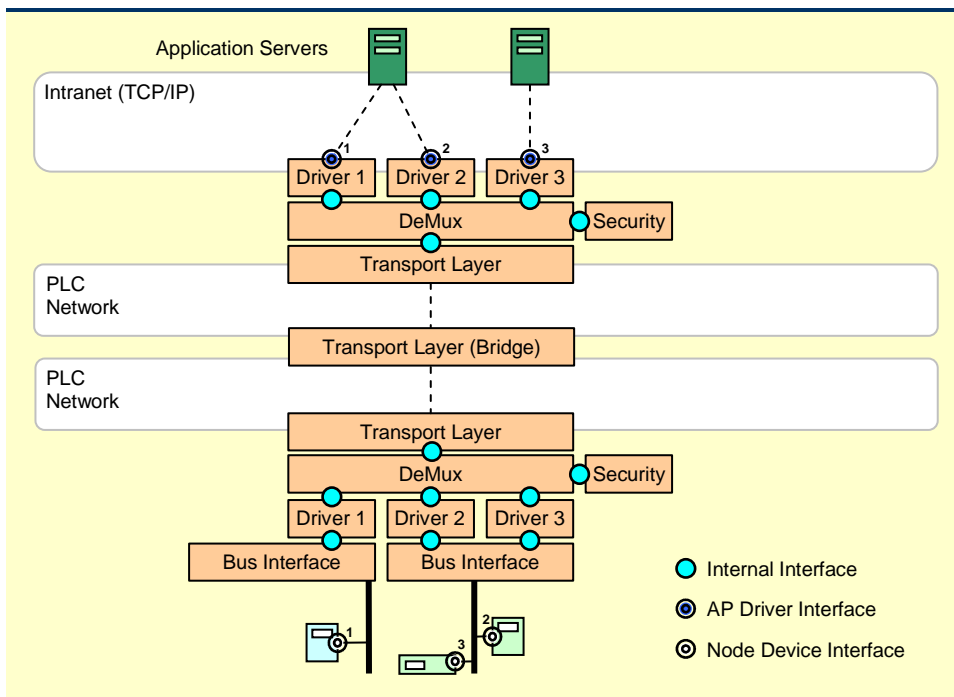 Application Servers
Intranet (TCP/IP)
1
2
3
Driver 1
Driver 2
Driver 3
DeMux
Security
Transport Layer
PLC
Network
Transport Layer (Bridge)
PLC
Network
Transport Layer
DeMux
Security
Driver 1
Driver 2
Driver 3
Bus Interface
Bus Interface
Internal Interface
AP Driver Interface
Node Device Interface
1
2
3